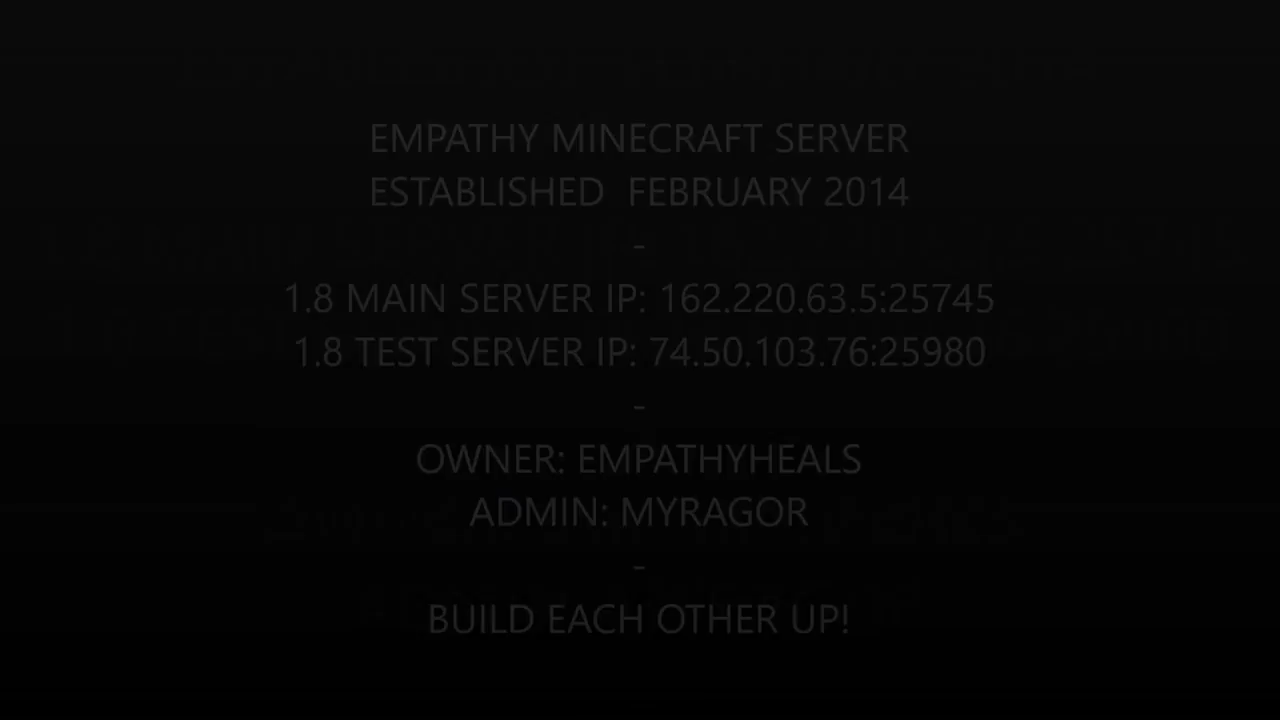 EMPATHY MINECRAFT SERVER
ESTABLISHED  FEBRUARY 2014
-
1.8 MAIN SERVER IP: 162.220.63.5:25745
1.8 TEST SERVER IP: 74.50.103.76:25980
-
OWNER: EMPATHYHEALS
ADMIN: MYRAGOR
-
BUILD EACH OTHER UP!